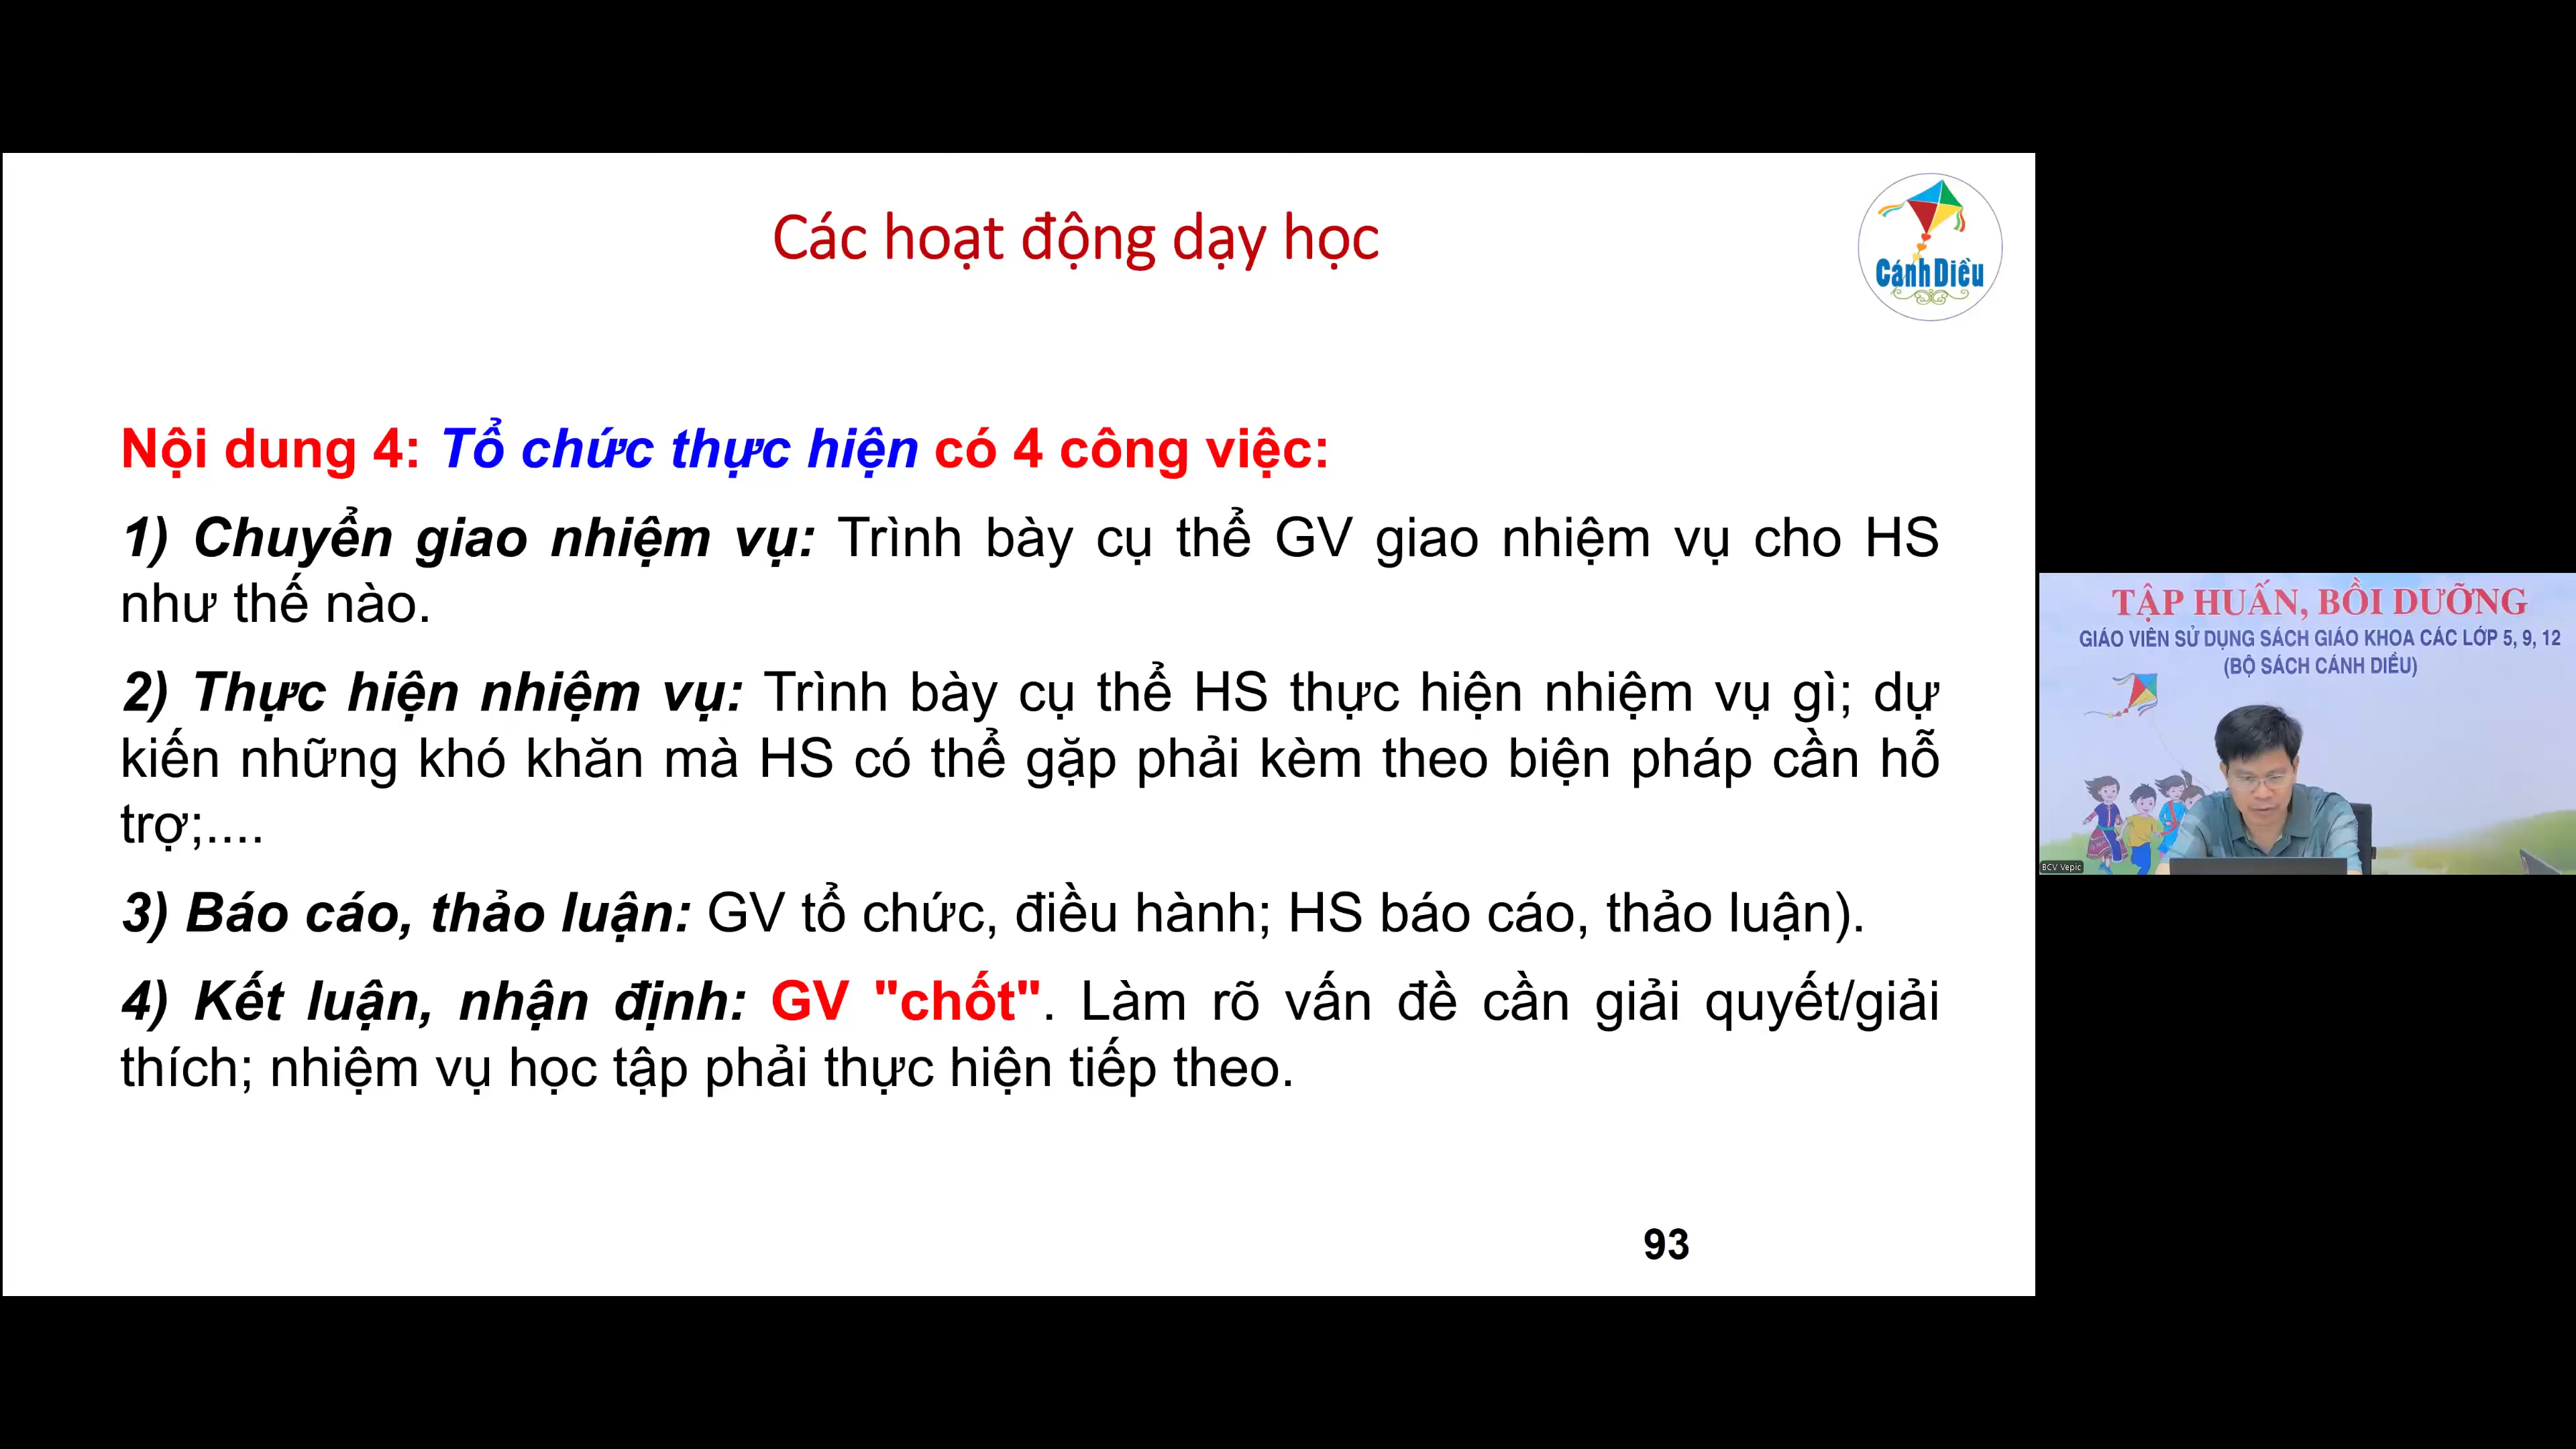 Các hoạt động dạy học
Cánh Diều
Nội dung 4: Tổ chức thực hiện có 4 công việc:
1) Chuyển giao nhiệm vụ: Trình bày cụ thể GV giao nhiệm vụ cho HS
như thế nào.
2) Thực hiện nhiệm vụ: Trình bày cụ thể HS thực hiện nhiệm vụ gì; dự
kiến những khó khăn mà HS có thể gặp phải kèm theo biện pháp cần hỗ
trợ;....
3) Báo cáo, thảo luận: GV tổ chức, điều hành; HS báo cáo, thảo luận).
4) Kết luận, nhận định: GV "chốt". Làm rõ vấn đề cần giải quyết/giải
thích; nhiệm vụ học tập phải thực hiện tiếp theo.
93
TẬP HUẤN, BỒI DƯỠNG
GIÁO VIÊN SỬ DỤNG SÁCH GIÁO KHOA CÁC LỚP 5, 9, 12
(BỘ SÁCH CÁNH DIỀU)
BCV Vepic